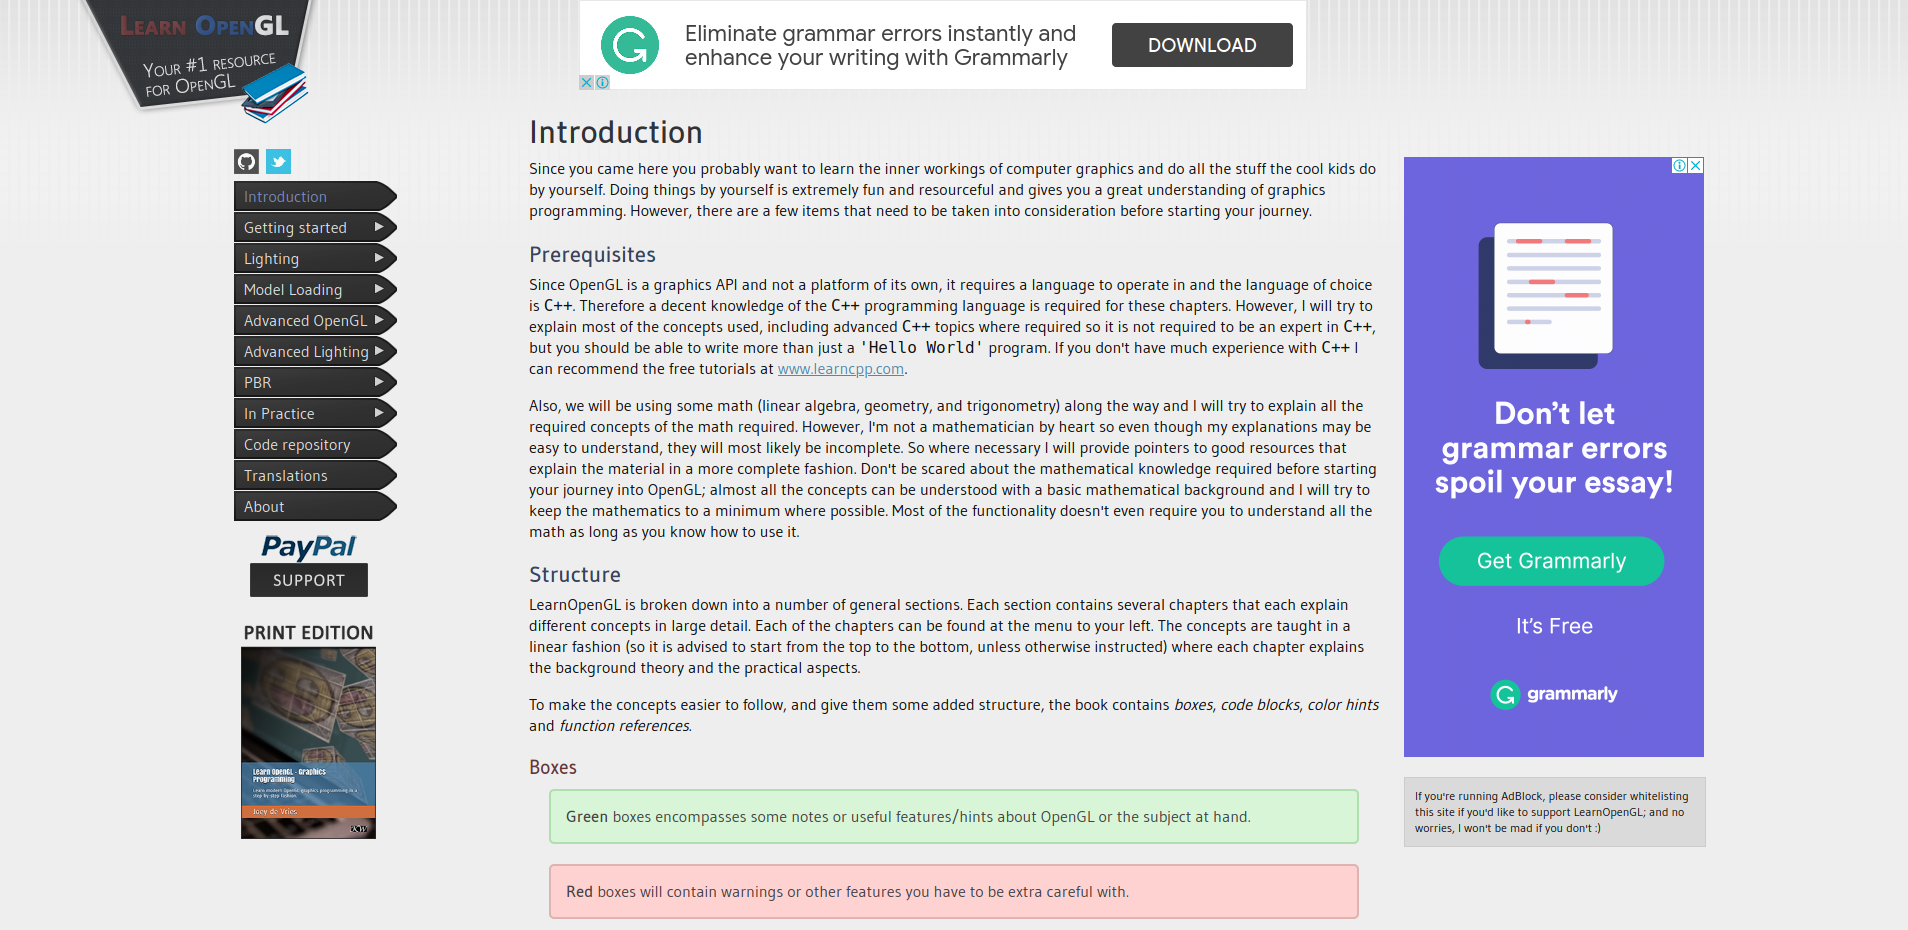 LEARN OPENGL
YOUR #1 RESOURCE
FOR OPENGL
Eliminate grammar errors instantly and
enhance your writing with Grammarly
DOWNLOAD
Introduction
Getting started
Lighting
Model Loading
Advanced OpenGL
Advanced Lighting
PBR
In Practice
Code repository
Translations
About
PayPal
SUPPORT
PRINT EDITION
Learn OpenGL - Graphics
Programming
Learn modern OpenGL graphics programming in a
step-by-step fashion.
Joey de Vries
Introduction
Since you came here you probably want to learn the inner workings of computer graphics and do all the stuff the cool kids do
by yourself. Doing things by yourself is extremely fun and resourceful and gives you a great understanding of graphics
programming. However, there are a few items that need to be taken into consideration before starting your journey.
Prerequisites
Since OpenGL is a graphics API and not a platform of its own, it requires a language to operate in and the language of choice
is C++. Therefore a decent knowledge of the C++ programming language is required for these chapters. However, I will try to
explain most of the concepts used, including advanced C++ topics where required so it is not required to be an expert in C++,
but you should be able to write more than just a 'Hello World' program. If you don't have much experience with C++ I
can recommend the free tutorials at www.learncpp.com.
Also, we will be using some math (linear algebra, geometry, and trigonometry) along the way and I will try to explain all the
required concepts of the math required. However, I'm not a mathematician by heart so even though my explanations may be
easy to understand, they will most likely be incomplete. So where necessary I will provide pointers to good resources that
explain the material in a more complete fashion. Don't be scared about the mathematical knowledge required before starting
your journey into OpenGL; almost all the concepts can be understood with a basic mathematical background and I will try to
keep the mathematics to a minimum where possible. Most of the functionality doesn't even require you to understand all the
math as long as you know how to use it.
Structure
LearnOpenGL is broken down into a number of general sections. Each section contains several chapters that each explain
different concepts in large detail. Each of the chapters can be found at the menu to your left. The concepts are taught in a
linear fashion (so it is advised to start from the top to the bottom, unless otherwise instructed) where each chapter explains
the background theory and the practical aspects.
To make the concepts easier to follow, and give them some added structure, the book contains boxes, code blocks, color hints
and function references.
Boxes
Green boxes encompasses some notes or useful features/hints about OpenGL or the subject at hand.
Red boxes will contain warnings or other features you have to be extra careful with.
Don't let
grammar errors
spoil your essay!
Get Grammarly
It's Free
grammarly
If you're running AdBlock, please consider whitelisting
this site if you'd like to support LearnOpenGL; and no
worries, I won't be mad if you don't :)